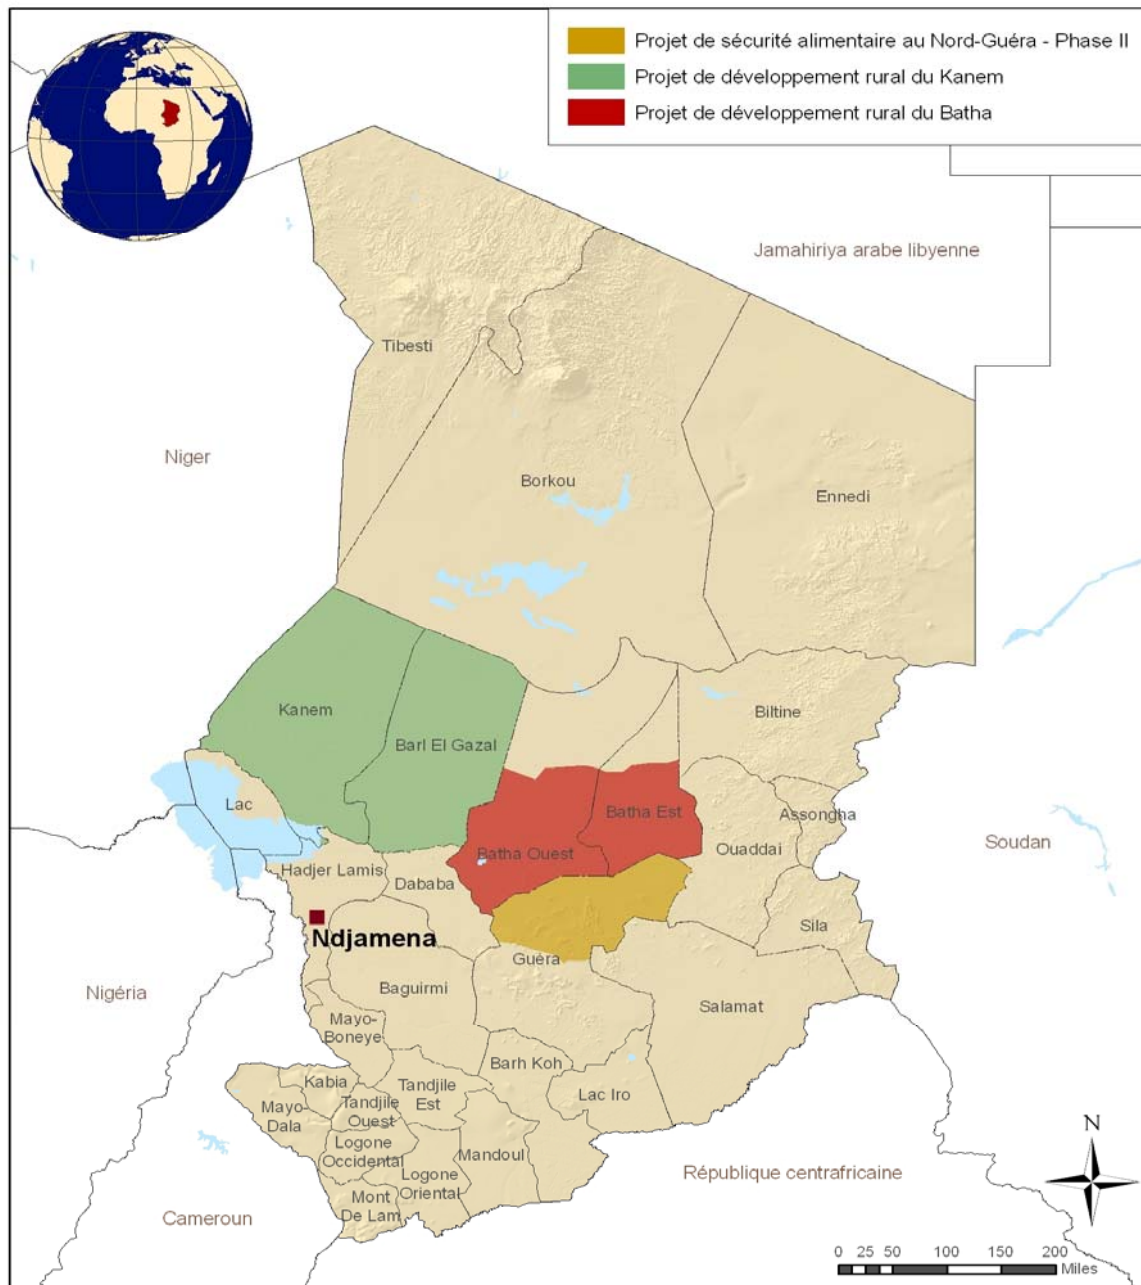 Projet de sécurité alimentaire au Nord-Guéra - Phase II
Projet de développement rural du Kanem
Projet de développement rural du Batha
Jamahiriya arabe libyenne
Tibesti
Niger
Borkou
Ennedi
Kanem
Barl El Gazal
Biltine
Lac
Batha Est
Assongha
Batha Ouest
Ouaddai
Soudan
Hadjer Lamis
Dababa
Ndjamena
Sila
Guéra
Nigéria
Baguirmi
Salamat
Mayo-
Boneye
Barh Koh
Kabia
Tandjile
Est
Lac Iro
Mayo-
Dala
Tandjile
Ouest
Logone
Occidental
Mandoul
Logone
Oriental
République centrafricaine
Mont
De Lam
Cameroun
N
0 25 50 100 150 200
Miles